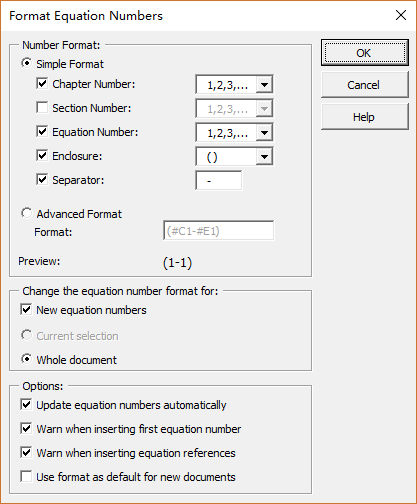 Format Equation Numbers
Number Format:
Simple Format
Chapter Number: 1,2,3,...
Section Number: 1,2,3,...
Equation Number: 1,2,3,...
Enclosure: ( )
Separator: -
Advanced Format
Format: (#C1-#E1)
Preview: (1-1)
OK
Cancel
Help
Change the equation number format for:
New equation numbers
Current selection
Whole document
Options:
Update equation numbers automatically
Warn when inserting first equation number
Warn when inserting equation references
Use format as default for new documents